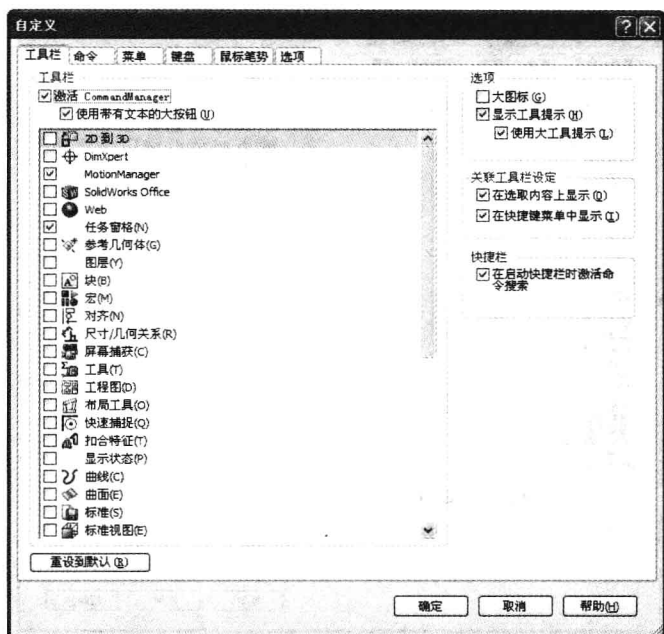 自定义
工具栏 命令 菜单 键盘 鼠标笔势 选项
工具栏
激活 CommandManager
使用带有文本的大按钮(U)
2D 到 3D
DimXpert
MotionManager
SolidWorks Office
Web
任务窗格(N)
参考几何体(G)
图层(Y)
块(B)
宏(M)
对齐(N)
尺寸/几何关系(R)
屏幕捕获(C)
工具(T)
工程图(D)
布局工具(O)
快速捕捉(Q)
扣合特征(T)
显示状态(P)
曲线(C)
曲面(E)
标准(S)
标准视图(E)
重设到默认(R)
选项
大图标(G)
显示工具提示(H)
使用大工具提示(L)
关联工具栏设定
在选取内容上显示(O)
在快捷键菜单中显示(I)
快捷栏
在启动快捷栏时激活命
令搜索
确定 取消 帮助(H)